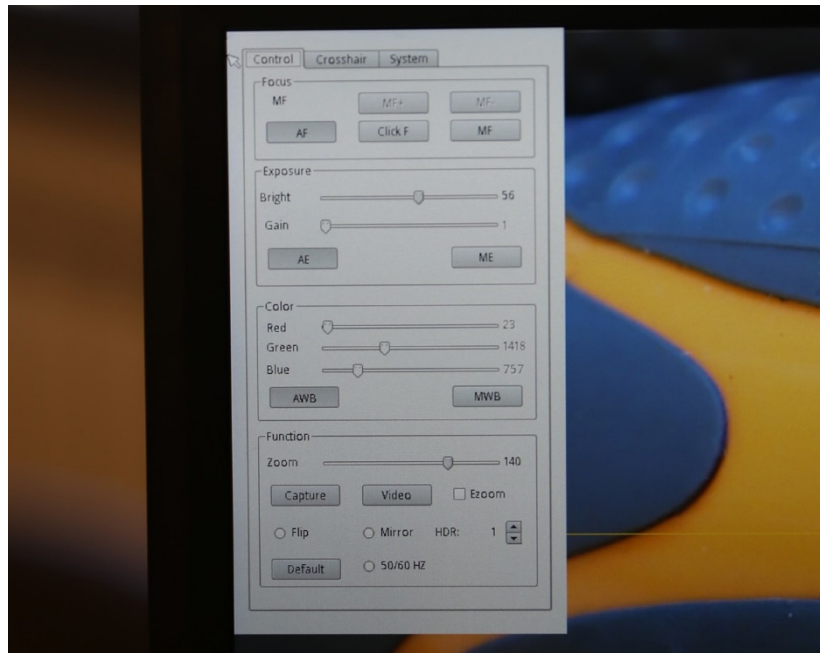 Control Crosshair System
Focus
MF MF+ MF-
AF Click F MF
Exposure
Bright 56
Gain 1
AE ME
Color
Red 23
Green 1418
Blue 757
AWB MWB
Function
Zoom 140
Capture Video Ezoom
Flip Mirror HDR: 1
Default 50/60 HZ